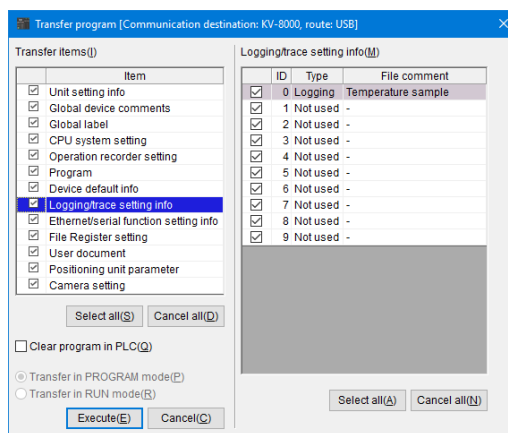 Transfer program [Communication destination: KV-8000, route: USB]
Transfer items(I)
Item
Unit setting info
Global device comments
Global label
CPU system setting
Operation recorder setting
Program
Device default info
Logging/trace setting info
Ethernet/serial function setting info
File Register setting
User document
Positioning unit parameter
Camera setting
Select all(S) Cancel all(D)
Clear program in PLC(Q)
Transfer in PROGRAM mode(P)
Transfer in RUN mode(R)
Execute(E) Cancel(C)
Logging/trace setting info(M)
ID Type File comment
0 Logging Temperature sample
1 Not used -
2 Not used -
3 Not used -
4 Not used -
5 Not used -
6 Not used -
7 Not used -
8 Not used -
9 Not used -
Select all(A) Cancel all(N)